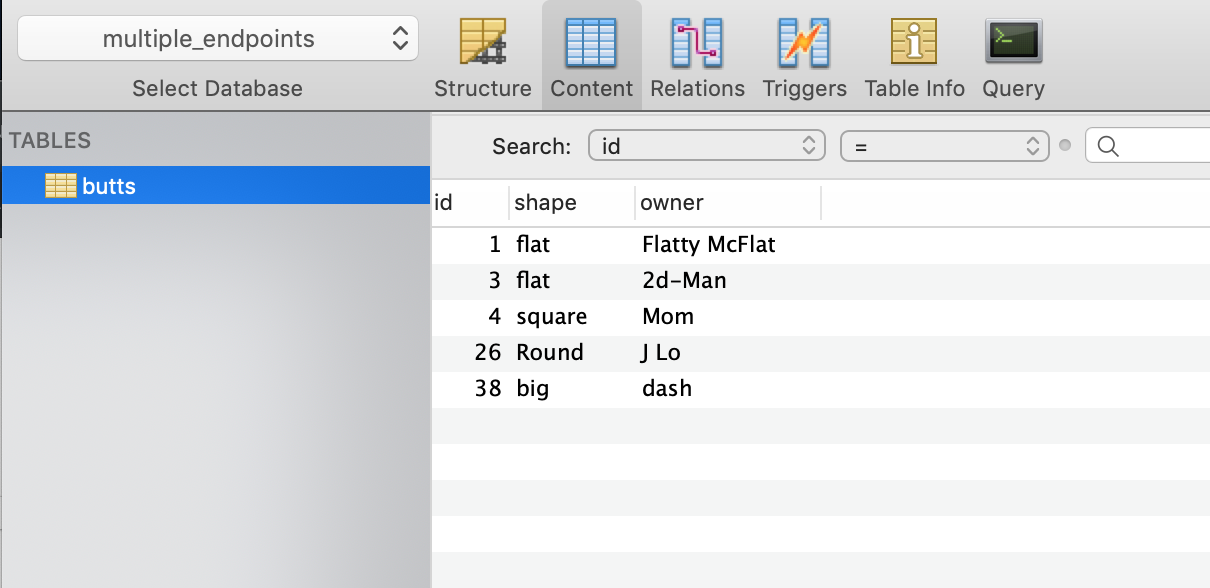 multiple_endpoints
Select Database
Structure Content Relations Triggers Table Info Query
TABLES
butts
Search: id =
id shape owner
1 flat Flatty McFlat
3 flat 2d-Man
4 square Mom
26 Round J Lo
38 big dash